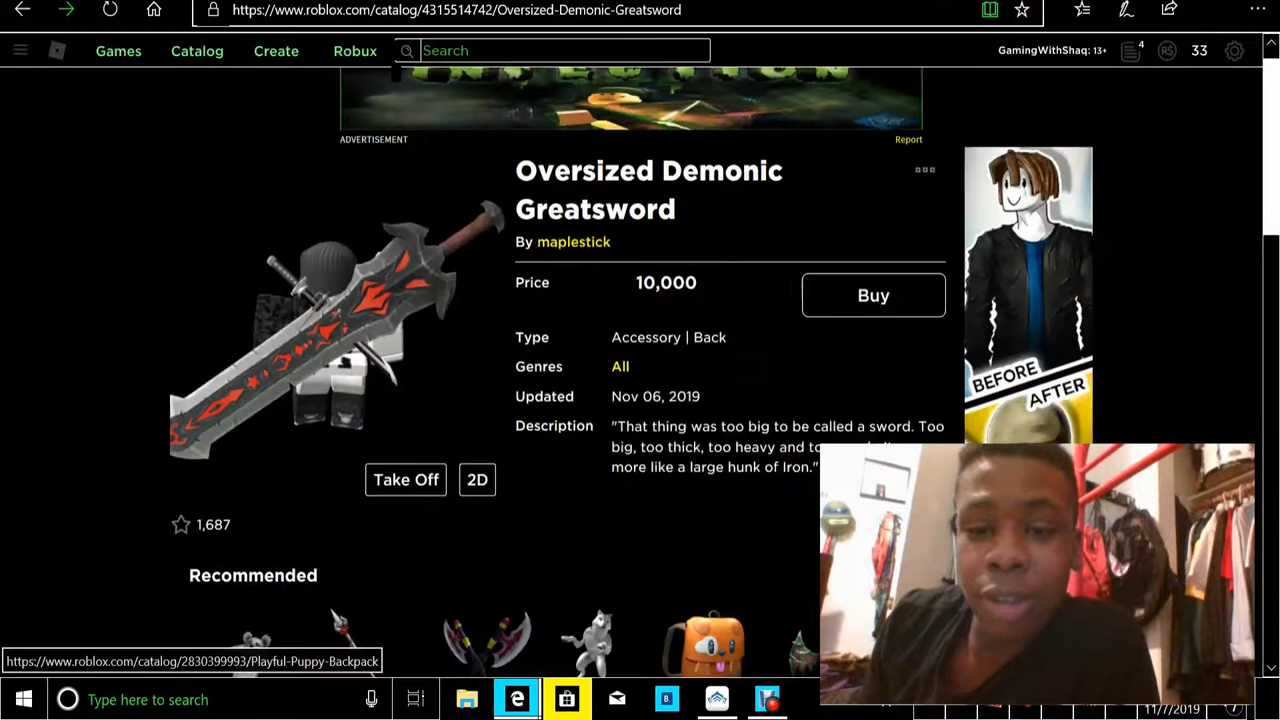 https://www.roblox.com/catalog/4315514742/Oversized-Demonic-Greatsword
Games
Catalog
Create
Robux
Search
GamingWithShaq: 13+
4
33
ADVERTISEMENT
Report
Oversized Demonic
Greatsword
By maplestick
Price
10,000
Buy
Type
Accessory | Back
Genres
All
Updated
Nov 06, 2019
Description
"That thing was too big to be called a sword. Too
big, too thick, too heavy and
more like a large hunk of Iron."
BEFORE
AFTER
Take Off
2D
1,687
Recommended
https://www.roblox.com/catalog/2830399993/Playful-Puppy-Backpack
Type here to search
11/7/2019